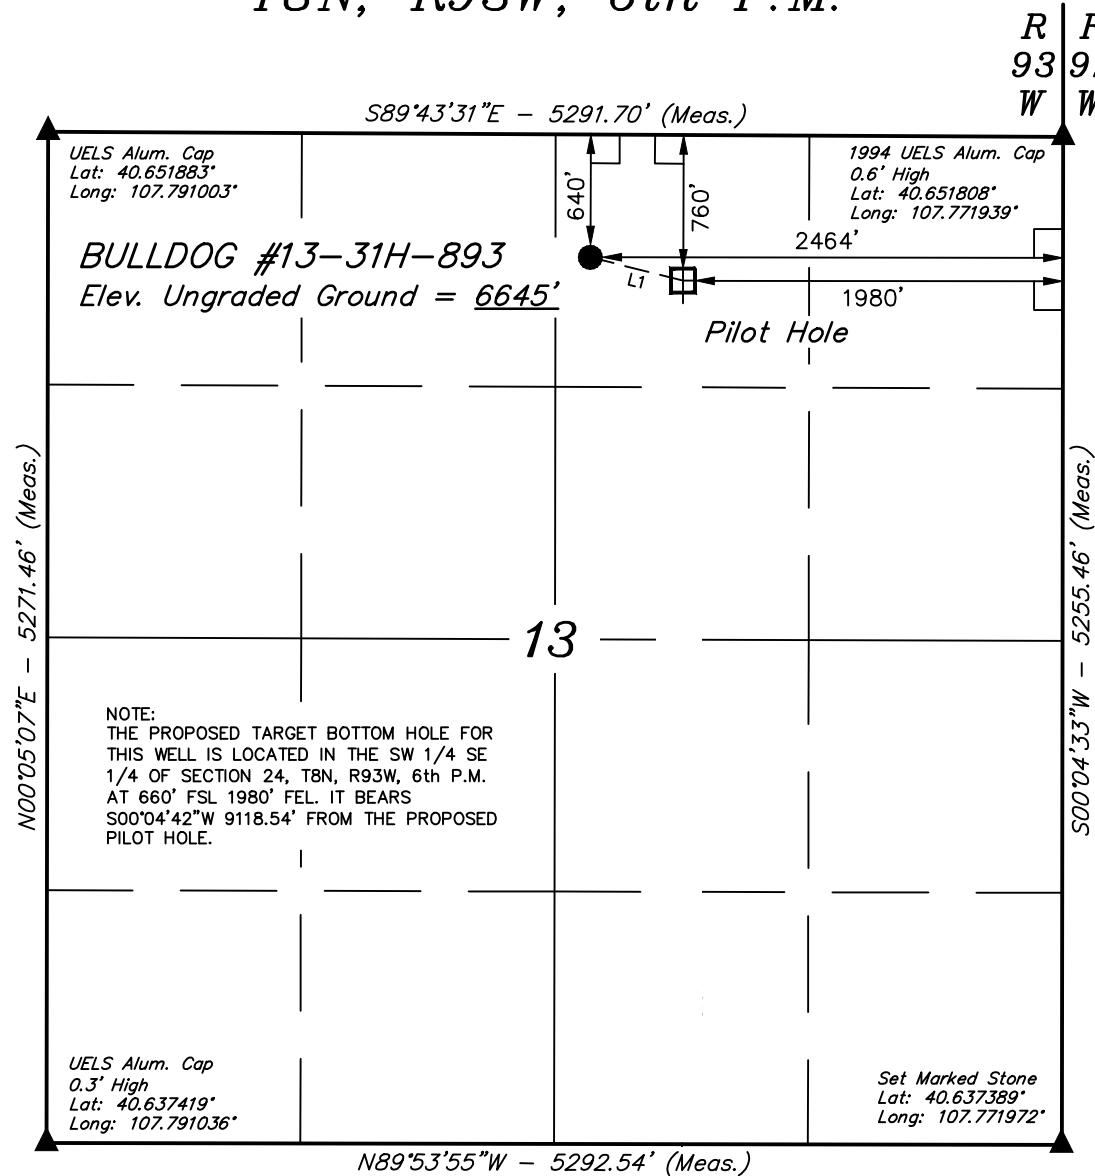 T8N, R93W, 6th P.M.
R
93
W
S89°43'31"E - 5291.70' (Meas.)
UELS Alum. Cap
Lat: 40.651883°
Long: 107.791003°
1994 UELS Alum. Cap
0.6' High
Lat: 40.651808°
Long: 107.771939°
640'
760'
2464'
BULLDOG #13-31H-893
Elev. Ungraded Ground = 6645'
L1
1980'
Pilot Hole
N00°05'07"E - 5271.46' (Meas.)
S00°04'33"W - 5255.46' (Meas.)
13
NOTE:
THE PROPOSED TARGET BOTTOM HOLE FOR
THIS WELL IS LOCATED IN THE SW 1/4 SE
1/4 OF SECTION 24, T8N, R93W, 6th P.M.
AT 660' FSL 1980' FEL. IT BEARS
S00°04'42"W 9118.54' FROM THE PROPOSED
PILOT HOLE.
UELS Alum. Cap
0.3' High
Lat: 40.637419°
Long: 107.791036°
Set Marked Stone
Lat: 40.637389°
Long: 107.771972°
N89°53'55"W - 5292.54' (Meas.)